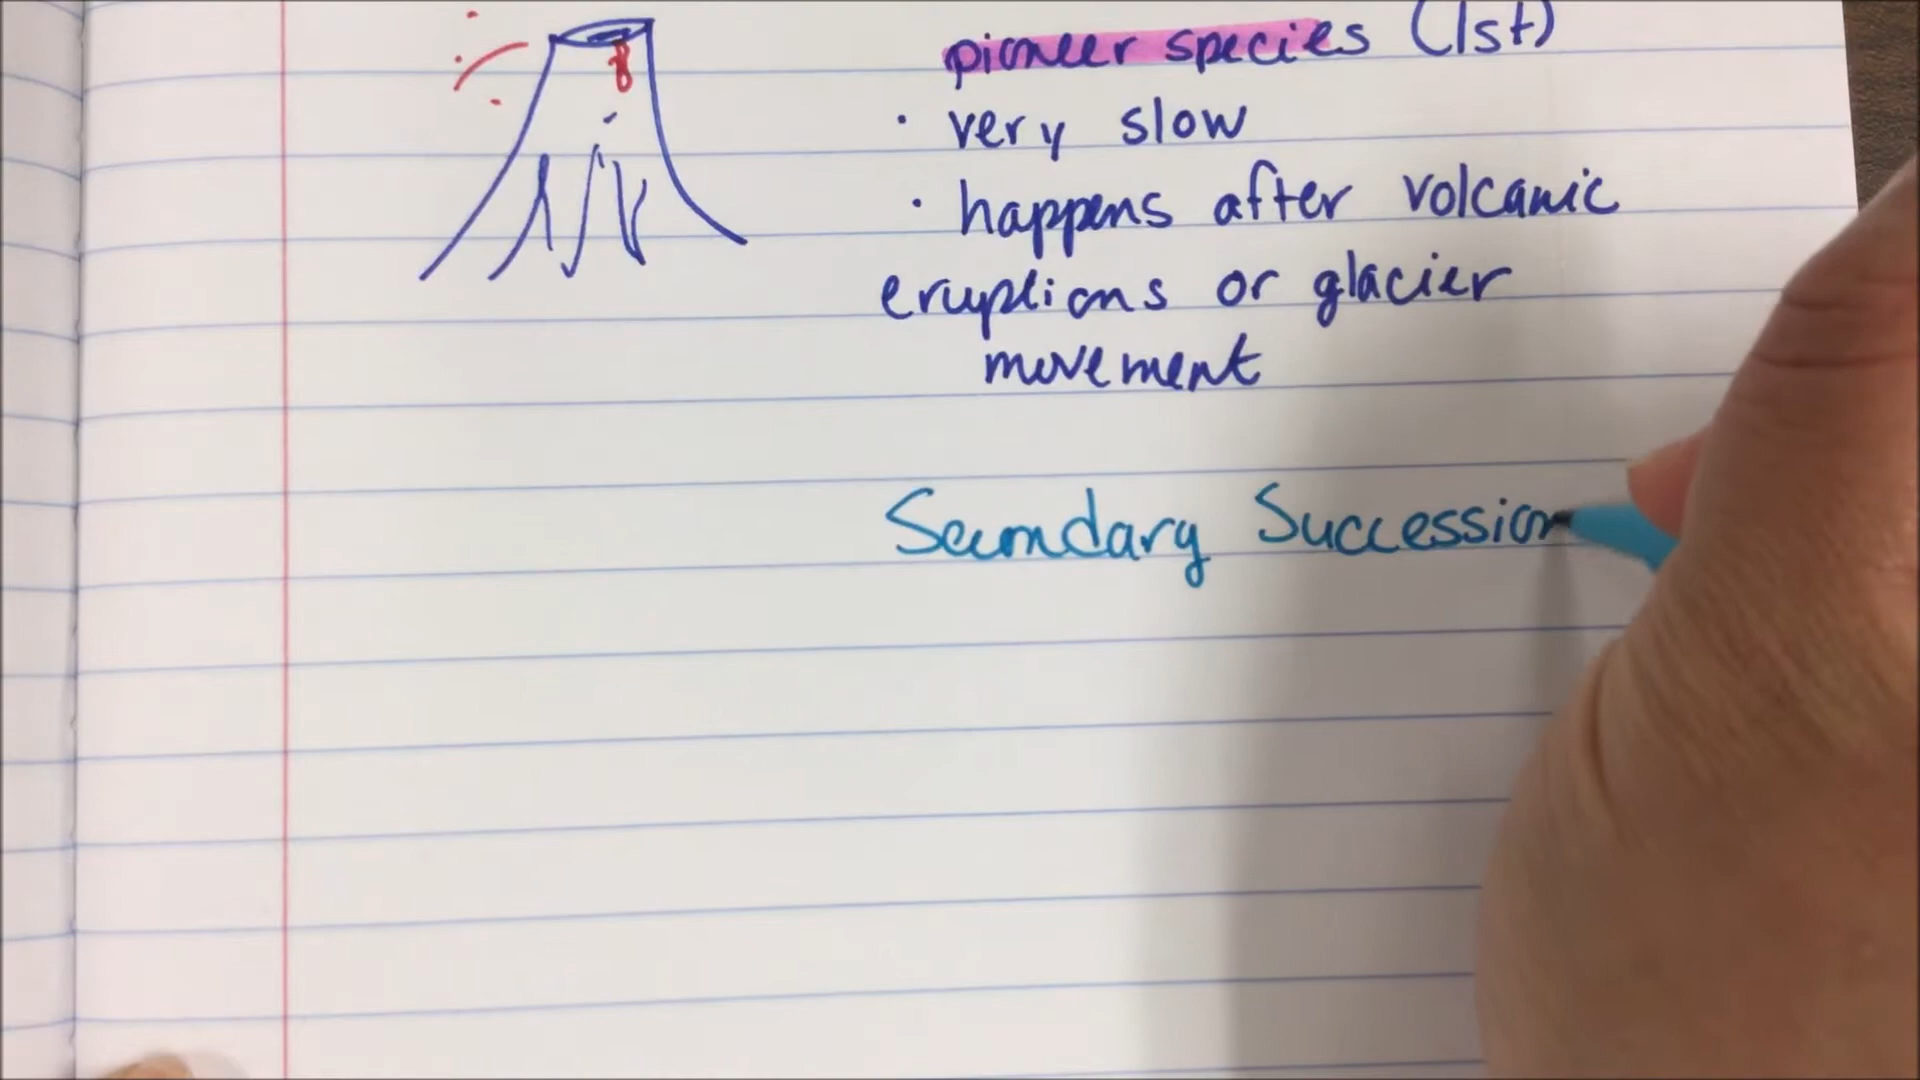 pioneer species (1st)
· very slow
· happens after volcanic
eruptions or glacier
movement
Secondary Succession